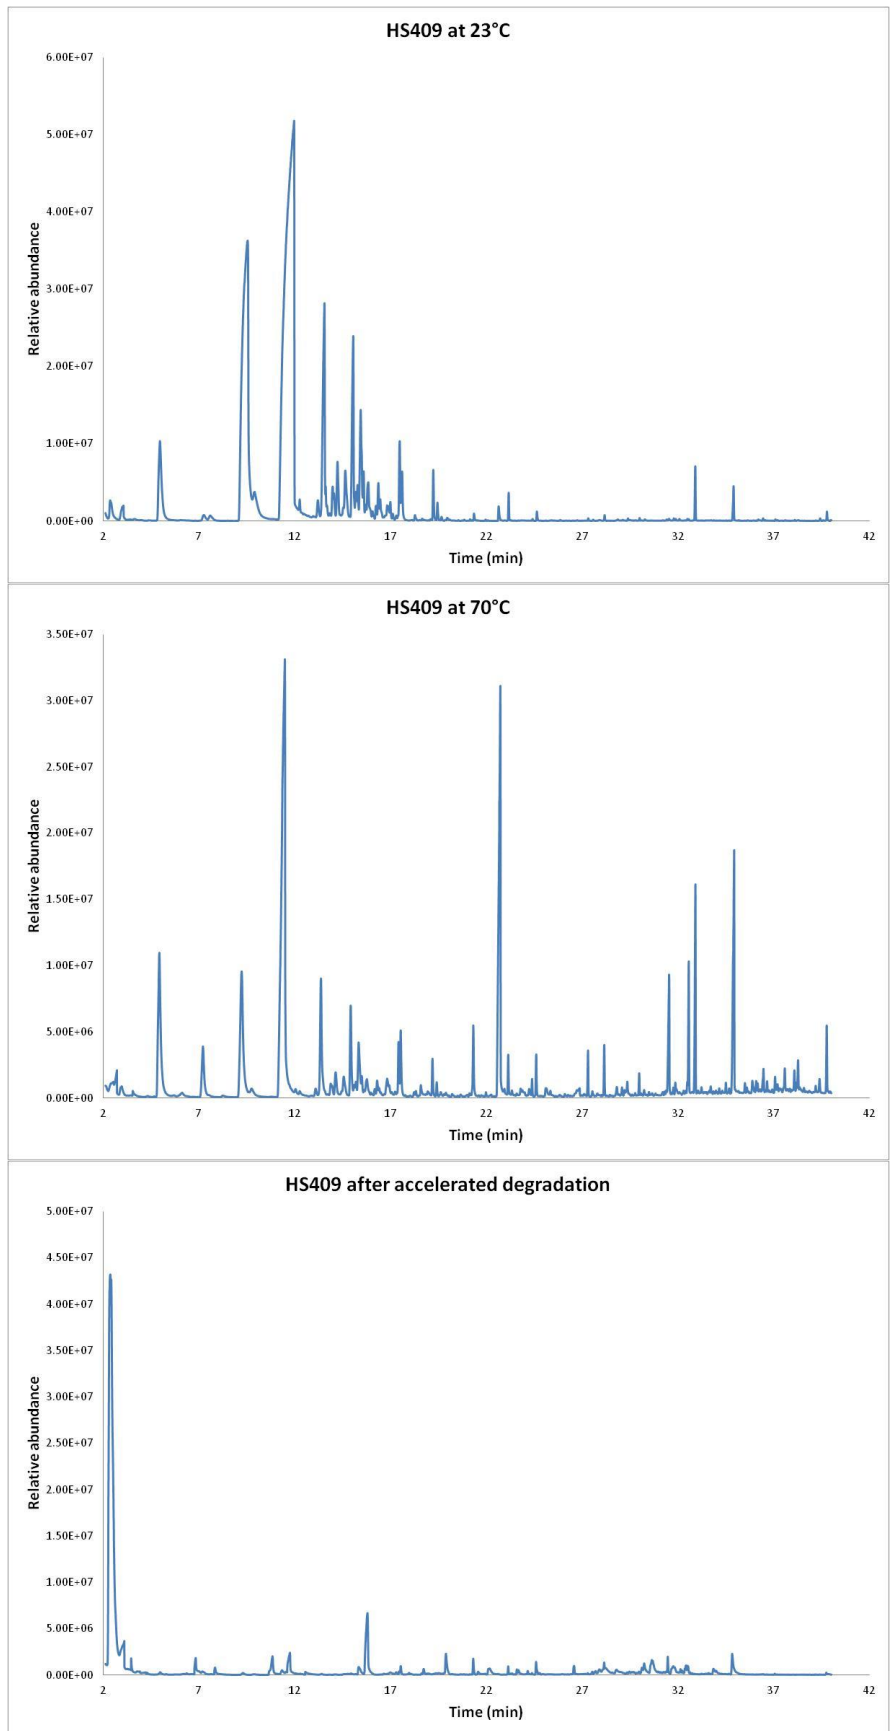 HS409 at 23°C
6.00E+07
5.00E+07
4.00E+07
3.00E+07
2.00E+07
1.00E+07
0.00E+00
Relative abundance
2 7 12 17 22 27 32 37 42
Time (min)
HS409 at 70°C
3.50E+07
3.00E+07
2.50E+07
2.00E+07
1.50E+07
1.00E+07
5.00E+06
0.00E+00
Relative abundance
2 7 12 17 22 27 32 37 42
Time (min)
HS409 after accelerated degradation
5.00E+07
4.50E+07
4.00E+07
3.50E+07
3.00E+07
2.50E+07
2.00E+07
1.50E+07
1.00E+07
5.00E+06
0.00E+00
Relative abundance
2 7 12 17 22 27 32 37 42
Time (min)